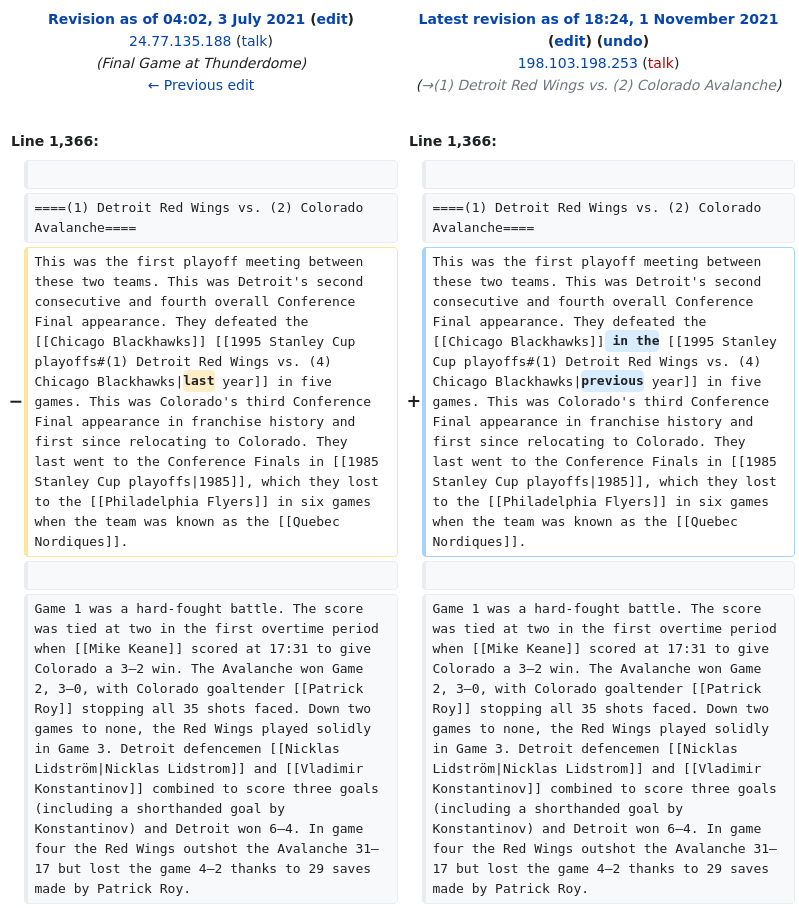 Revision as of 04:02, 3 July 2021 (edit)
24.77.135.188 (talk)
(Final Game at Thunderdome)
← Previous edit
Latest revision as of 18:24, 1 November 2021
(edit) (undo)
198.103.198.253 (talk)
(→(1) Detroit Red Wings vs. (2) Colorado Avalanche)
Line 1,366:
Line 1,366:
====(1) Detroit Red Wings vs. (2) Colorado
Avalanche====
====(1) Detroit Red Wings vs. (2) Colorado
Avalanche====
−
This was the first playoff meeting between
these two teams. This was Detroit's second
consecutive and fourth overall Conference
Final appearance. They defeated the
[[Chicago Blackhawks]] [[1995 Stanley Cup
playoffs#(1) Detroit Red Wings vs. (4)
Chicago Blackhawks|last year]] in five
games. This was Colorado's third Conference
Final appearance in franchise history and
first since relocating to Colorado. They
last went to the Conference Finals in [[1985
Stanley Cup playoffs|1985]], which they lost
to the [[Philadelphia Flyers]] in six games
when the team was known as the [[Quebec
Nordiques]].
+
This was the first playoff meeting between
these two teams. This was Detroit's second
consecutive and fourth overall Conference
Final appearance. They defeated the
[[Chicago Blackhawks]] in the [[1995 Stanley
Cup playoffs#(1) Detroit Red Wings vs. (4)
Chicago Blackhawks|previous year]] in five
games. This was Colorado's third Conference
Final appearance in franchise history and
first since relocating to Colorado. They
last went to the Conference Finals in [[1985
Stanley Cup playoffs|1985]], which they lost
to the [[Philadelphia Flyers]] in six games
when the team was known as the [[Quebec
Nordiques]].
Game 1 was a hard-fought battle. The score
was tied at two in the first overtime period
when [[Mike Keane]] scored at 17:31 to give
Colorado a 3–2 win. The Avalanche won Game
2, 3–0, with Colorado goaltender [[Patrick
Roy]] stopping all 35 shots faced. Down two
games to none, the Red Wings played solidly
in Game 3. Detroit defencemen [[Nicklas
Lidström|Nicklas Lidstrom]] and [[Vladimir
Konstantinov]] combined to score three goals
(including a shorthanded goal by
Konstantinov) and Detroit won 6–4. In game
four the Red Wings outshot the Avalanche 31–
17 but lost the game 4–2 thanks to 29 saves
made by Patrick Roy.
Game 1 was a hard-fought battle. The score
was tied at two in the first overtime period
when [[Mike Keane]] scored at 17:31 to give
Colorado a 3–2 win. The Avalanche won Game
2, 3–0, with Colorado goaltender [[Patrick
Roy]] stopping all 35 shots faced. Down two
games to none, the Red Wings played solidly
in Game 3. Detroit defencemen [[Nicklas
Lidström|Nicklas Lidstrom]] and [[Vladimir
Konstantinov]] combined to score three goals
(including a shorthanded goal by
Konstantinov) and Detroit won 6–4. In game
four the Red Wings outshot the Avalanche 31–
17 but lost the game 4–2 thanks to 29 saves
made by Patrick Roy.